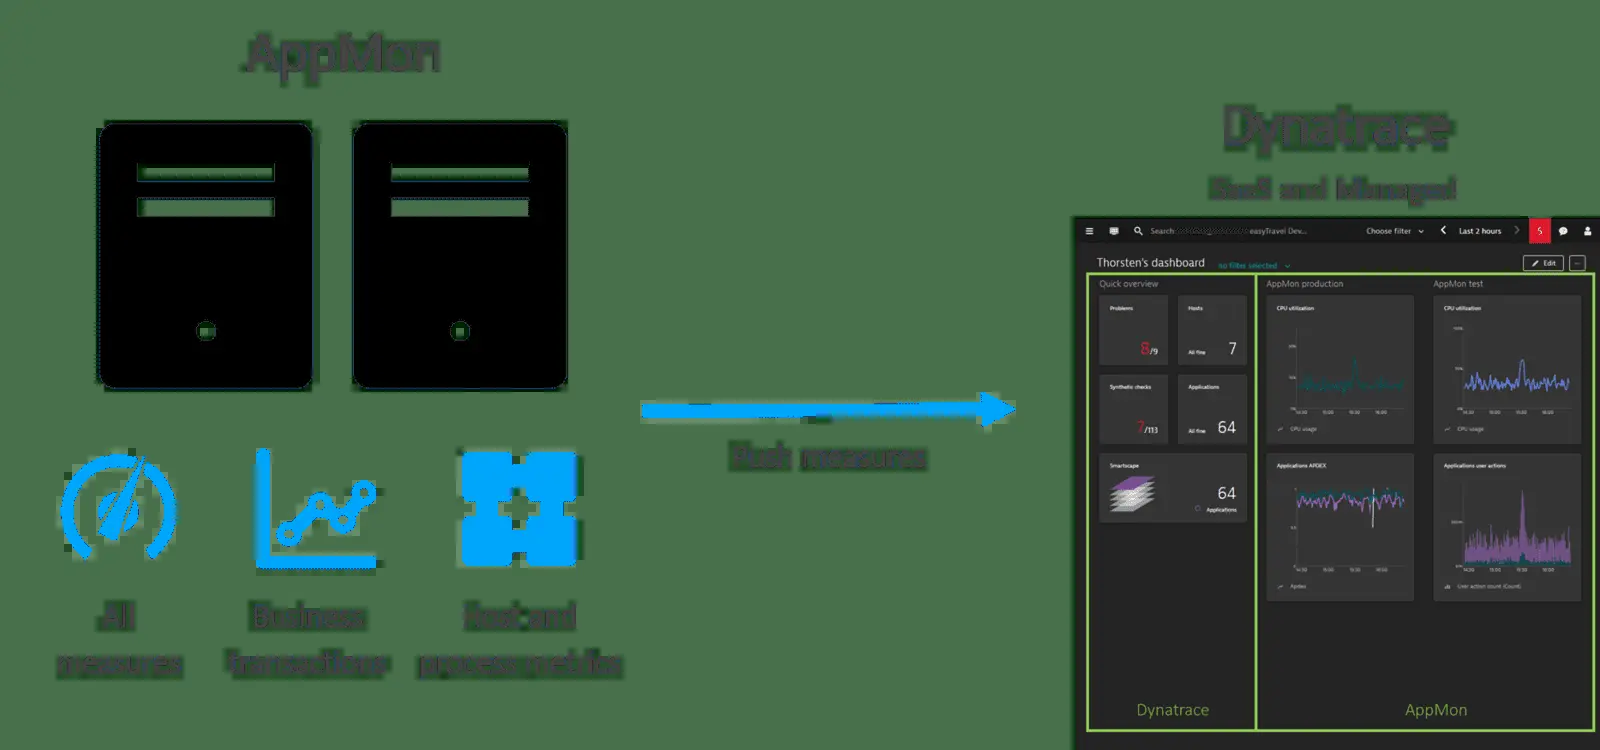 AppMon
Dynatrace
SaaS and Managed
Search
easyTravel Dev...
Choose filter
Last 2 hours
5
Thorsten's dashboard
no filter selected
Edit
Quick overview
AppMon production
AppMon test
Problems
8/9
Hosts
All fine
7
CPU utilization
CPU usage
CPU utilization
CPU usage
Synthetic checks
7/113
Applications
All fine
64
Smartscape
64
Applications
Applications APDEX
Apdex
Applications user actions
User action count (Count)
Push measures
All
measures
Business
transactions
Host and
process metrics
Dynatrace
AppMon